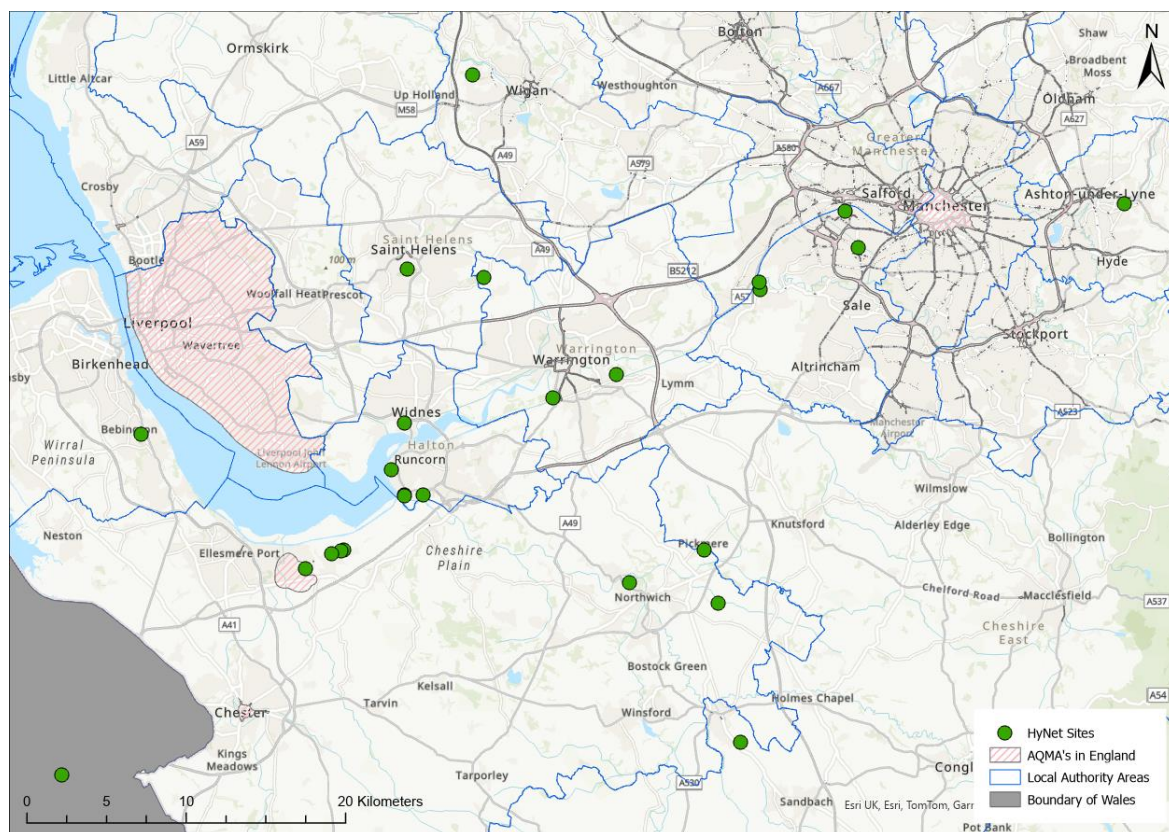 Ormskirk
Bolton
Shaw
Little Altcar
A667
Broadbent
Moss
Up Holland
Wigan
Westhoughton
N
M58
Oldham
A627
A59
A49
A580
Greater
Manchester
A579
Crosby
Salford
Manchester
Ashton-under-Lyne
Saint Helens
Saint Helens
A49
Bootle
100 m
B5212
Hyde
Woolfall Heath
Prescot
A57
Sale
Liverpool
Stockport
Wavertree
Warrington
Warrington
Birkenhead
Altrincham
Lymm
Widnes
A523
Bebington
Manchester
Airport
Halton
Wirral
Peninsula
Liverpool John
Lennon Airport
Runcorn
Wilmslow
Neston
A49
Knutsford
Alderley Edge
Bollington
Ellesmere Port
Cheshire
Plain
Pickmere
Northwich
Chelford Road
Macclesfield
A537
A41
Cheshire
East
Bostock Green
Kelsall
Tarvin
Holmes Chapel
A54
Chester
Winsford
Kings
Meadows
Tarporley
A530
Sandbach
Congl
Pot Bank
HyNet Sites
AQMA's in England
Local Authority Areas
Boundary of Wales
0 5 10 20 Kilometers
Esri UK, Esri, TomTom, Garr